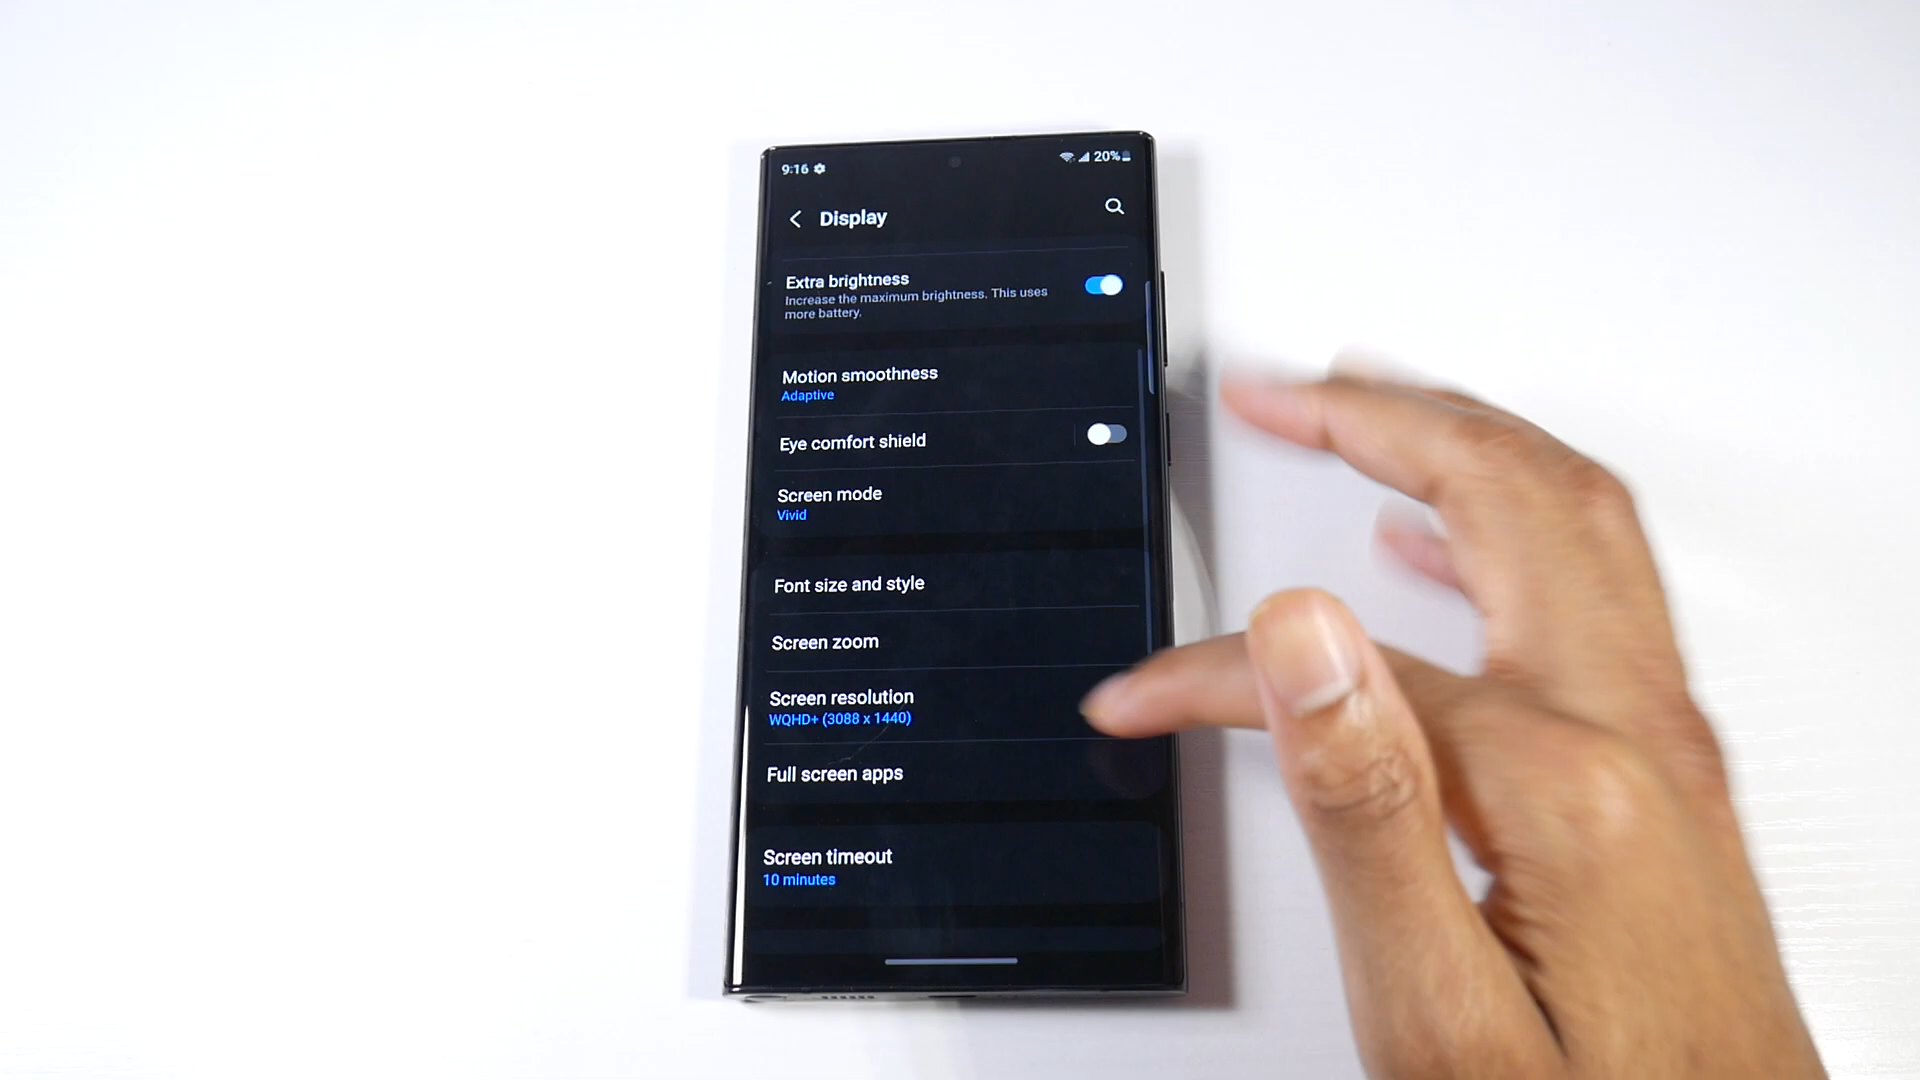 9:16
20%
Display
Extra brightness
Increase the maximum brightness. This uses
more battery.
Motion smoothness
Adaptive
Eye comfort shield
Screen mode
Vivid
Font size and style
Screen zoom
Screen resolution
WQHD+ (3088 x 1440)
Full screen apps
Screen timeout
10 minutes